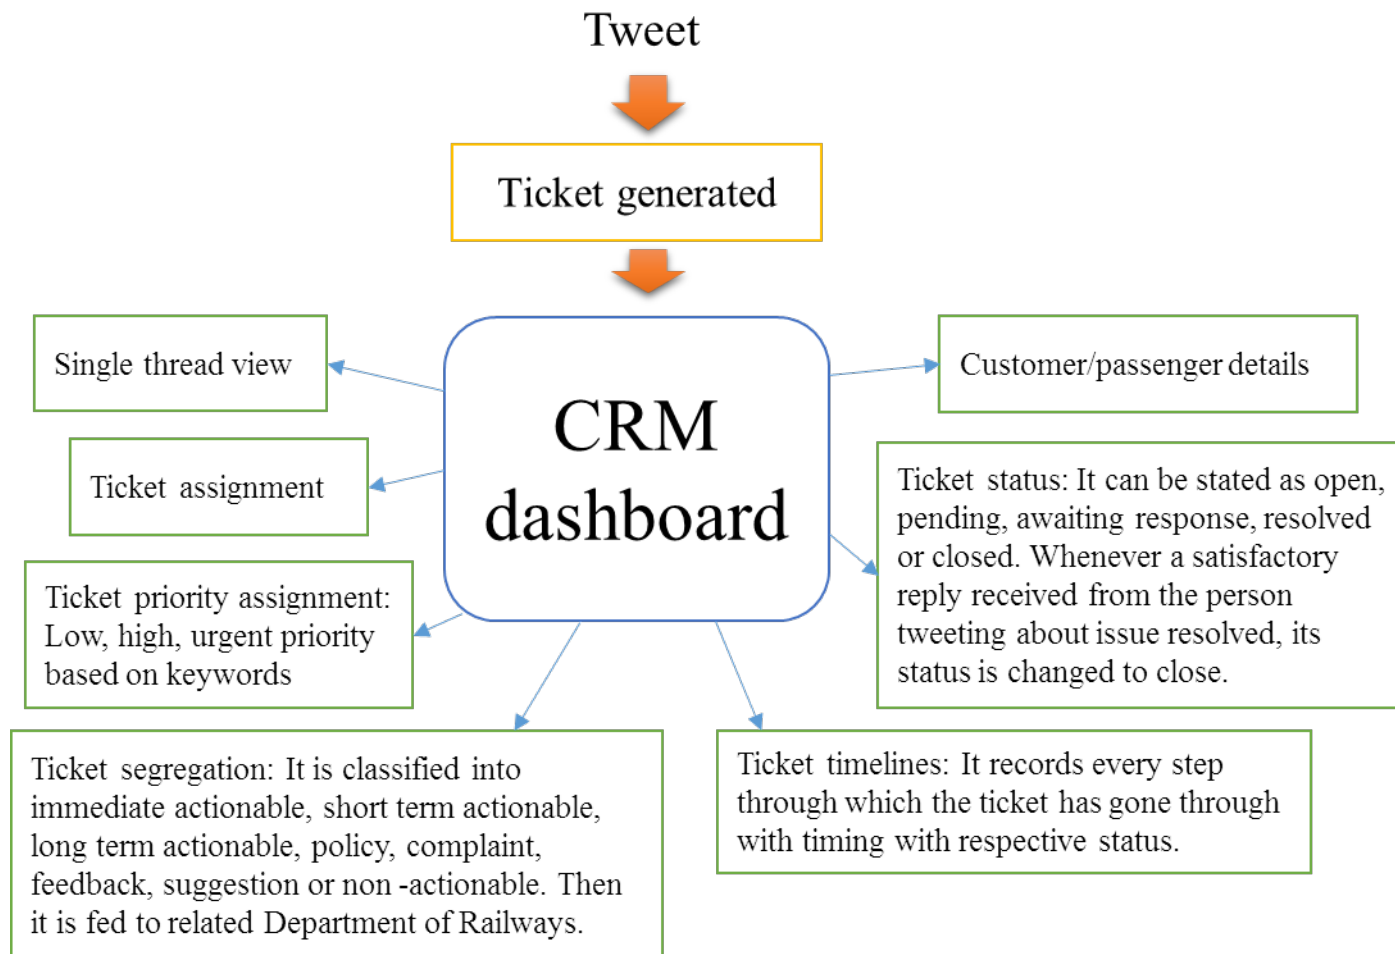 Tweet
Ticket generated
CRM
dashboard
Single thread view
Ticket assignment
Ticket priority assignment:
Low, high, urgent priority
based on keywords
Ticket segregation: It is classified into
immediate actionable, short term actionable,
long term actionable, policy, complaint,
feedback, suggestion or non -actionable. Then
it is fed to related Department of Railways.
Customer/passenger details
Ticket status: It can be stated as open,
pending, awaiting response, resolved
or closed. Whenever a satisfactory
reply received from the person
tweeting about issue resolved, its
status is changed to close.
Ticket timelines: It records every step
through which the ticket has gone through
with timing with respective status.